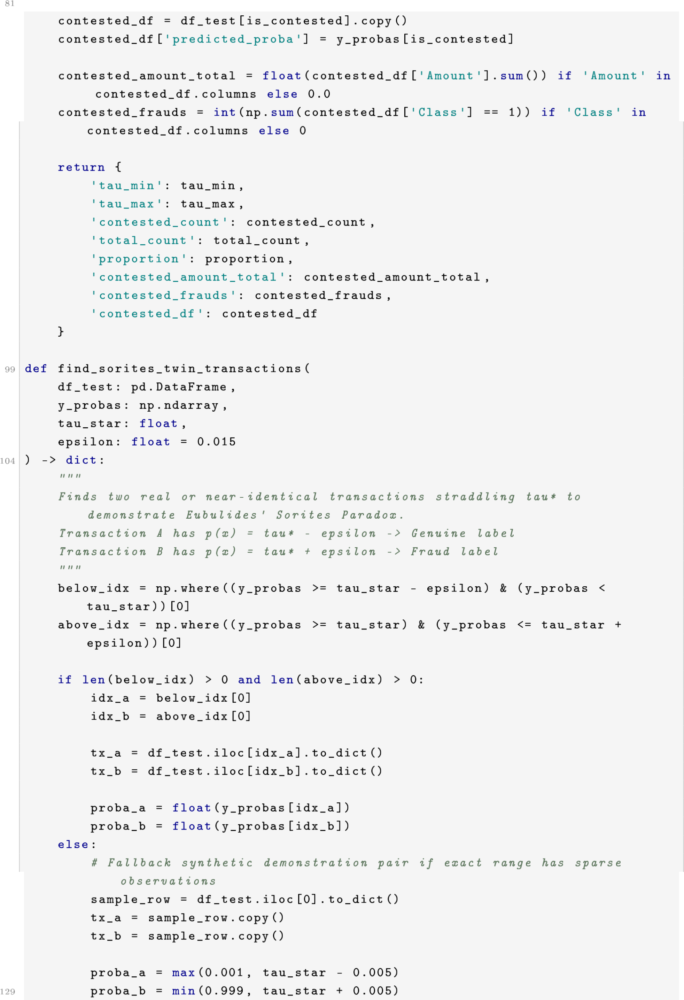 81
    contested_df = df_test[is_contested].copy()
    contested_df['predicted_proba'] = y_probas[is_contested]

    contested_amount_total = float(contested_df['Amount'].sum()) if 'Amount' in
        contested_df.columns else 0.0
    contested_frauds = int(np.sum(contested_df['Class'] == 1)) if 'Class' in
        contested_df.columns else 0

    return {
        'tau_min': tau_min,
        'tau_max': tau_max,
        'contested_count': contested_count,
        'total_count': total_count,
        'proportion': proportion,
        'contested_amount_total': contested_amount_total,
        'contested_frauds': contested_frauds,
        'contested_df': contested_df
    }

99 def find_sorites_twin_transactions(
    df_test: pd.DataFrame,
    y_probas: np.ndarray,
    tau_star: float,
    epsilon: float = 0.015
104 ) -> dict:
    """
    Finds two real or near-identical transactions straddling tau* to
        demonstrate Eubulides' Sorites Paradox.
    Transaction A has p(x) = tau* - epsilon -> Genuine label
    Transaction B has p(x) = tau* + epsilon -> Fraud label
    """
    below_idx = np.where((y_probas >= tau_star - epsilon) & (y_probas <
        tau_star))[0]
    above_idx = np.where((y_probas >= tau_star) & (y_probas <= tau_star +
        epsilon))[0]

    if len(below_idx) > 0 and len(above_idx) > 0:
        idx_a = below_idx[0]
        idx_b = above_idx[0]

        tx_a = df_test.iloc[idx_a].to_dict()
        tx_b = df_test.iloc[idx_b].to_dict()

        proba_a = float(y_probas[idx_a])
        proba_b = float(y_probas[idx_b])
    else:
        # Fallback synthetic demonstration pair if exact range has sparse
            observations
        sample_row = df_test.iloc[0].to_dict()
        tx_a = sample_row.copy()
        tx_b = sample_row.copy()

        proba_a = max(0.001, tau_star - 0.005)
129         proba_b = min(0.999, tau_star + 0.005)